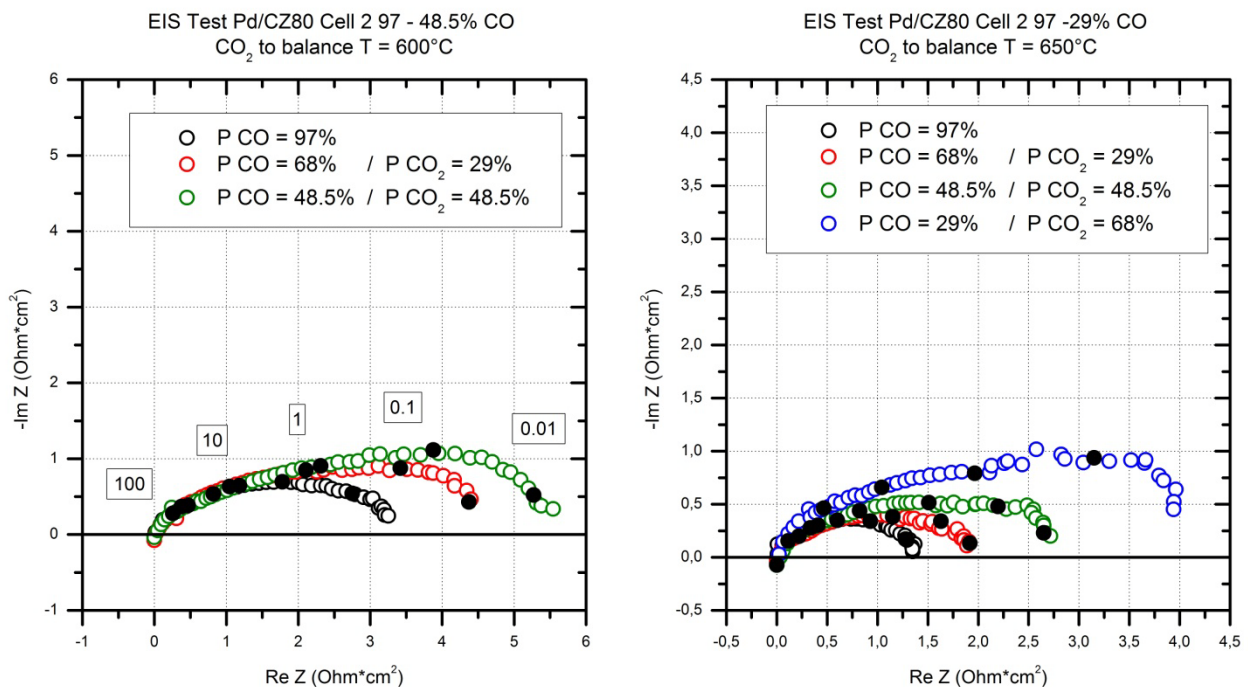 EIS Test Pd/CZ80 Cell 2 97 - 48.5% CO
CO₂ to balance T = 600°C
6
5
4
3
2
1
0
-1
-Im Z (Ohm*cm²)
P CO = 97%
P CO = 68% / P CO₂ = 29%
P CO = 48.5% / P CO₂ = 48.5%
100
10
1
0.1
0.01
-1 0 1 2 3 4 5 6
Re Z (Ohm*cm²)
EIS Test Pd/CZ80 Cell 2 97 -29% CO
CO₂ to balance T = 650°C
4,5
4,0
3,5
3,0
2,5
2,0
1,5
1,0
0,5
0,0
-0,5
-Im Z (Ohm*cm²)
P CO = 97%
P CO = 68% / P CO₂ = 29%
P CO = 48.5% / P CO₂ = 48.5%
P CO = 29% / P CO₂ = 68%
-0,5 0,0 0,5 1,0 1,5 2,0 2,5 3,0 3,5 4,0 4,5
Re Z (Ohm*cm²)